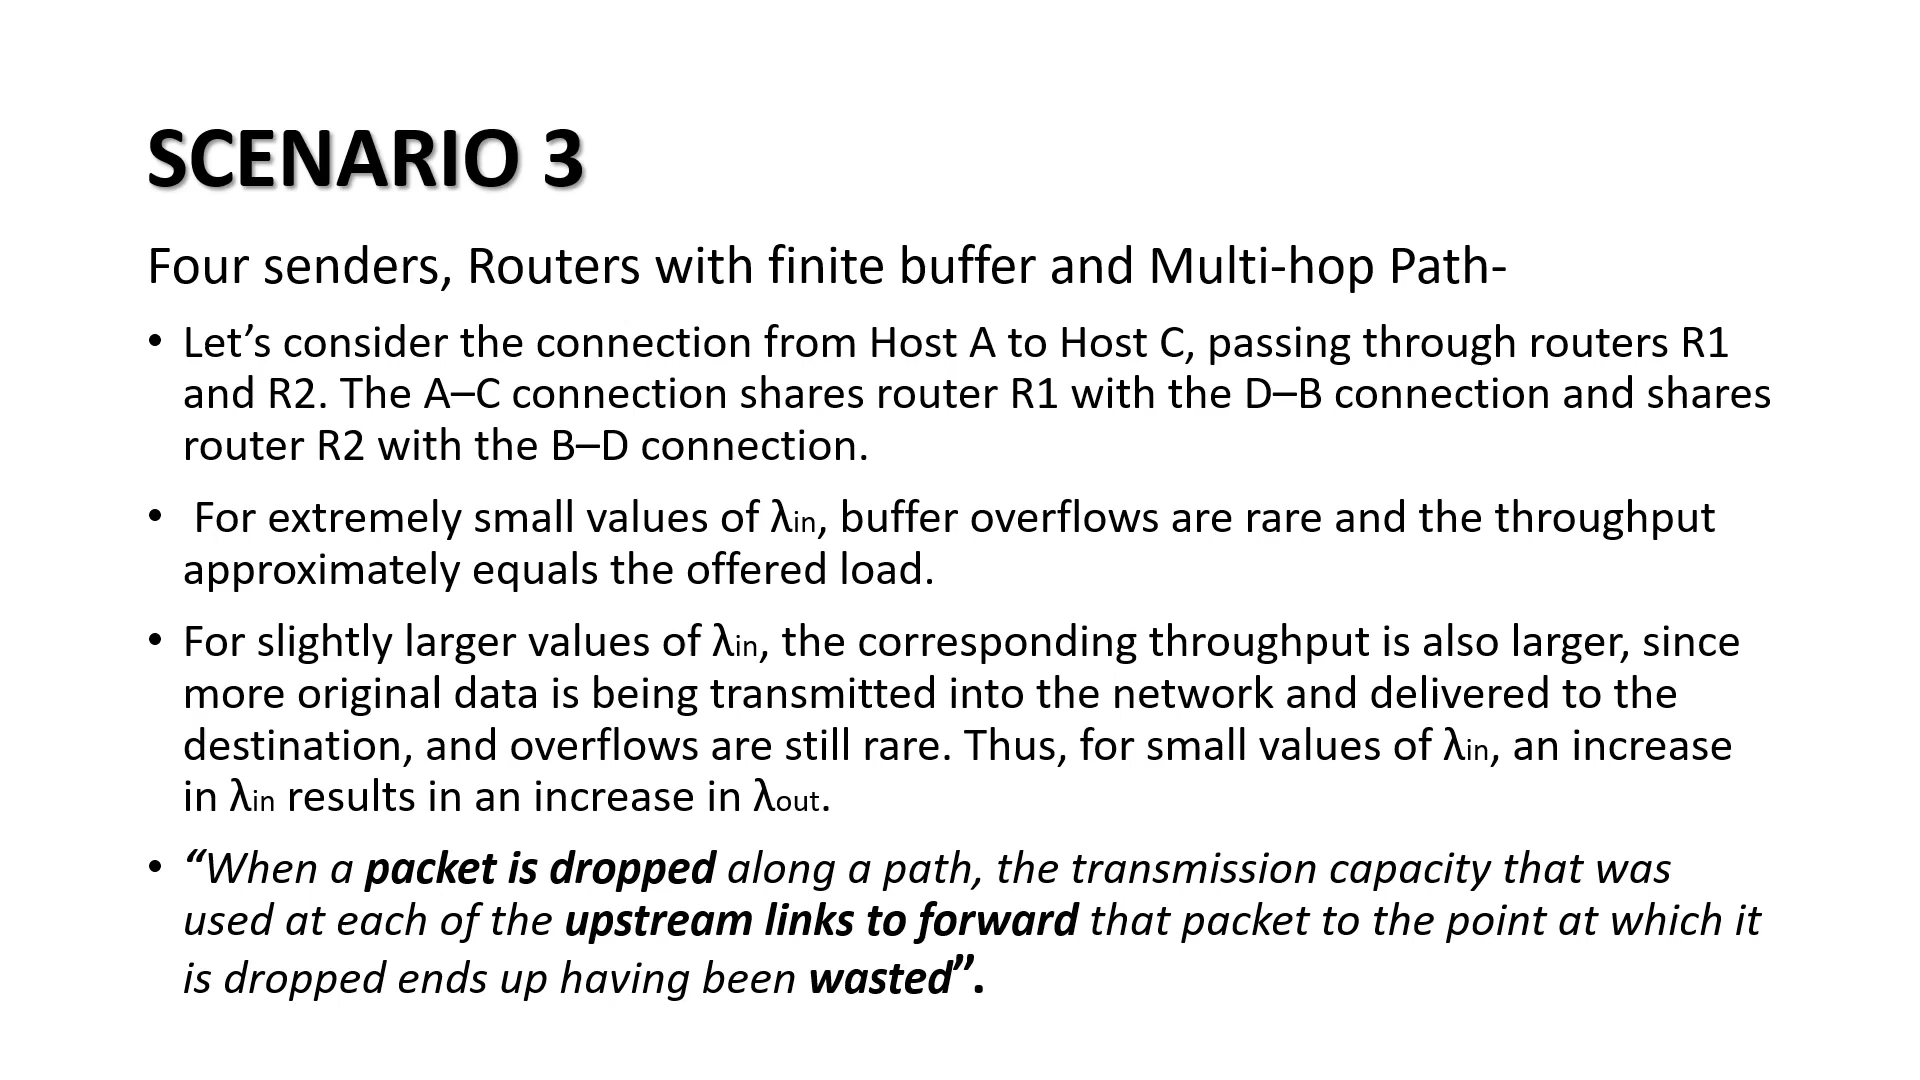 SCENARIO 3
Four senders, Routers with finite buffer and Multi-hop Path-
• Let’s consider the connection from Host A to Host C, passing through routers R1
and R2. The A–C connection shares router R1 with the D–B connection and shares
router R2 with the B–D connection.
• For extremely small values of λin, buffer overflows are rare and the throughput
approximately equals the offered load.
• For slightly larger values of λin, the corresponding throughput is also larger, since
more original data is being transmitted into the network and delivered to the
destination, and overflows are still rare. Thus, for small values of λin, an increase
in λin results in an increase in λout.
• “When a packet is dropped along a path, the transmission capacity that was
used at each of the upstream links to forward that packet to the point at which it
is dropped ends up having been wasted”.